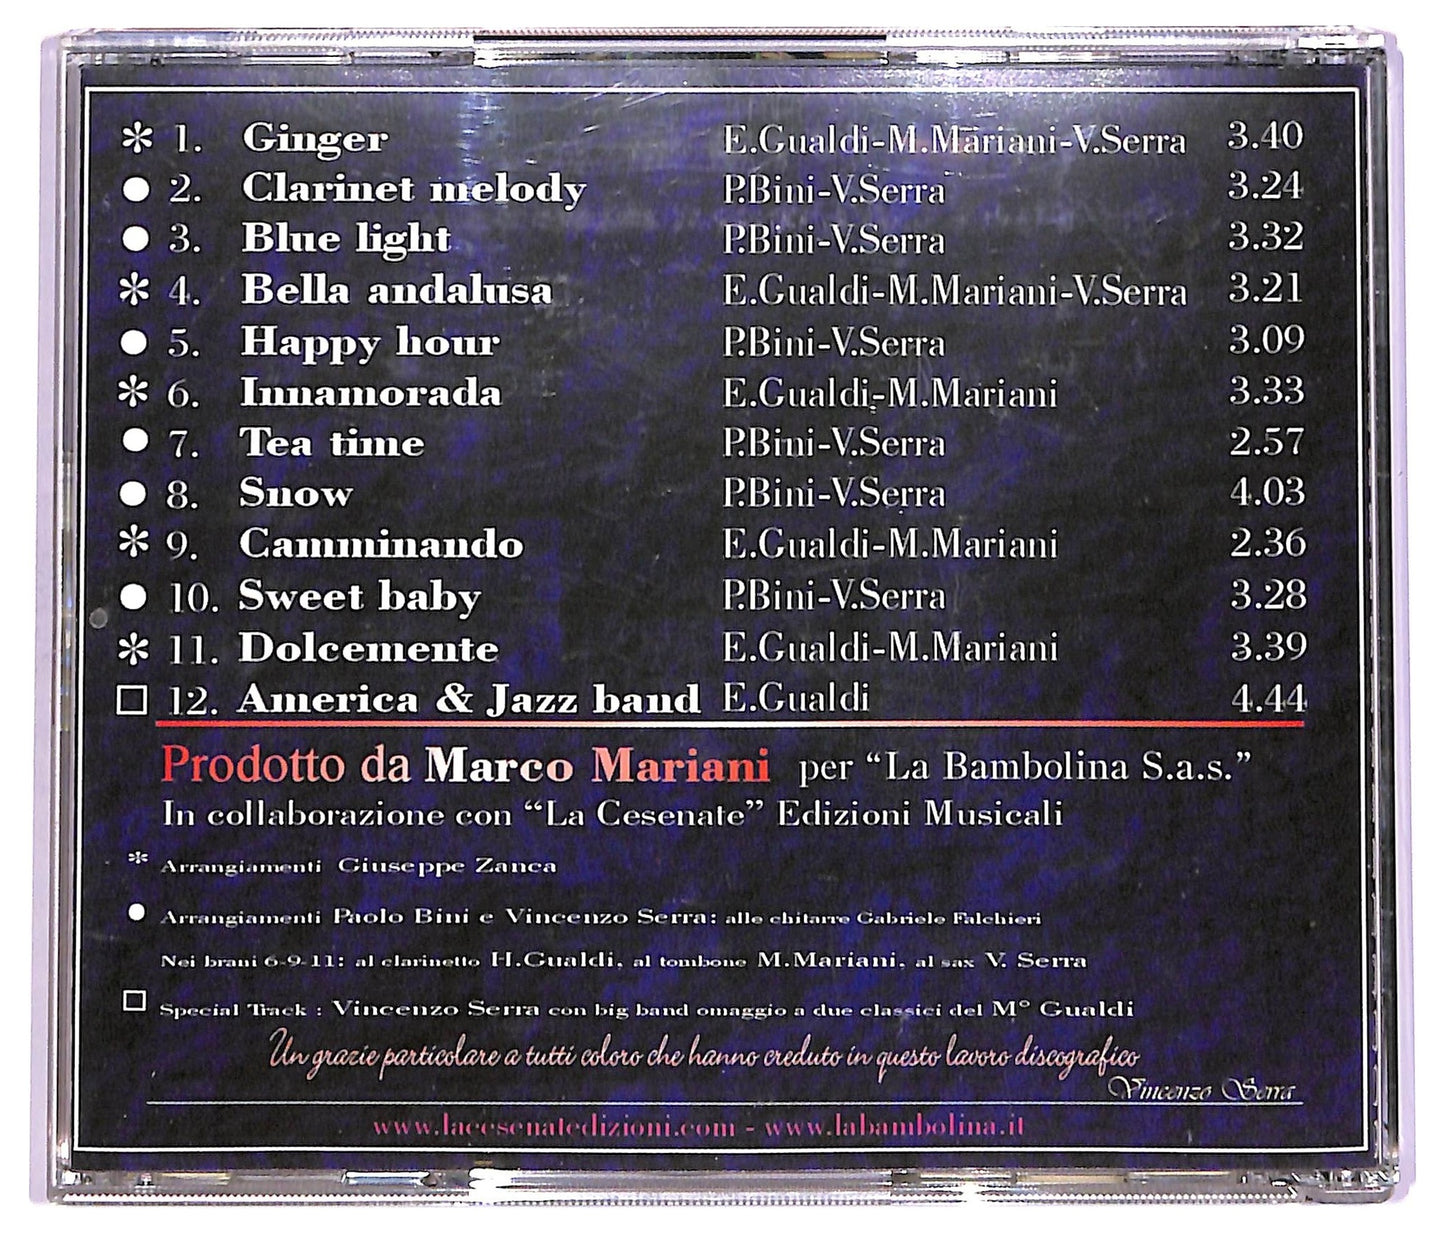 * 1. Ginger E.Gualdi-M.Mariani-V.Serra 3.40
● 2. Clarinet melody P.Bini-V.Serra 3.24
● 3. Blue light P.Bini-V.Serra 3.32
* 4. Bella andalusa E.Gualdi-M.Mariani-V.Serra 3.21
● 5. Happy hour P.Bini-V.Serra 3.09
* 6. Innamorada E.Gualdi-M.Mariani 3.33
● 7. Tea time P.Bini-V.Serra 2.57
● 8. Snow P.Bini-V.Serra 4.03
* 9. Camminando E.Gualdi-M.Mariani 2.36
● 10. Sweet baby P.Bini-V.Serra 3.28
* 11. Dolcemente E.Gualdi-M.Mariani 3.39
□ 12. America & Jazz band E.Gualdi 4.44
Prodotto da Marco Mariani per “La Bambolina S.a.s.”
In collaborazione con “La Cesenate” Edizioni Musicali
* Arrangiamenti Giuseppe Zanca
● Arrangiamenti Paolo Bini e Vincenzo Serra: alle chitarre Gabriele Falchieri
Nei brani 6-9-11: al clarinetto H.Gualdi, al tombone M.Mariani, al sax V. Serra
□ Special Track : Vincenzo Serra con big band omaggio a due classici del M° Gualdi
Un grazie particolare a tutti coloro che hanno creduto in questo lavoro discografico
Vincenzo Serra
www.lacesenatedizioni.com - www.labambolina.it